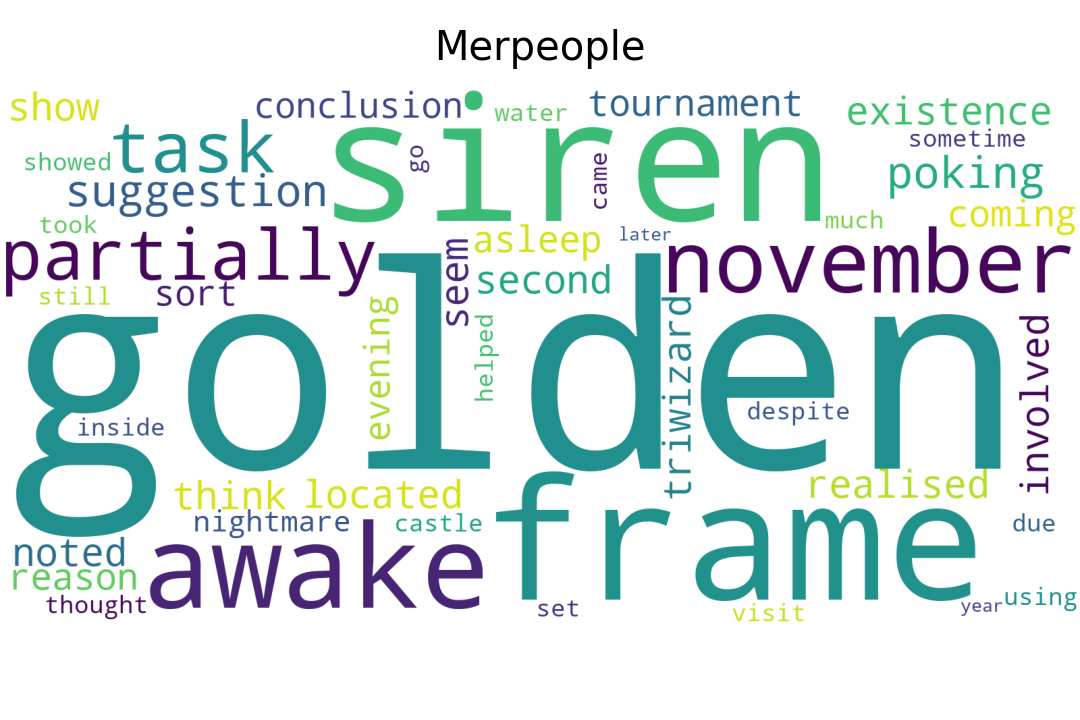 Merpeople
show
conclusion
water
tournament
existence
task
siren
go
came
sometime
showed
suggestion
poking
took
much
coming
partially
seem
asleep
later
november
second
still
sort
golden
evening
helped
triwizard
involved
inside
despite
think
located
realised
nightmare
castle
frame
due
noted
awake
reason
thought
set
visit
year
using